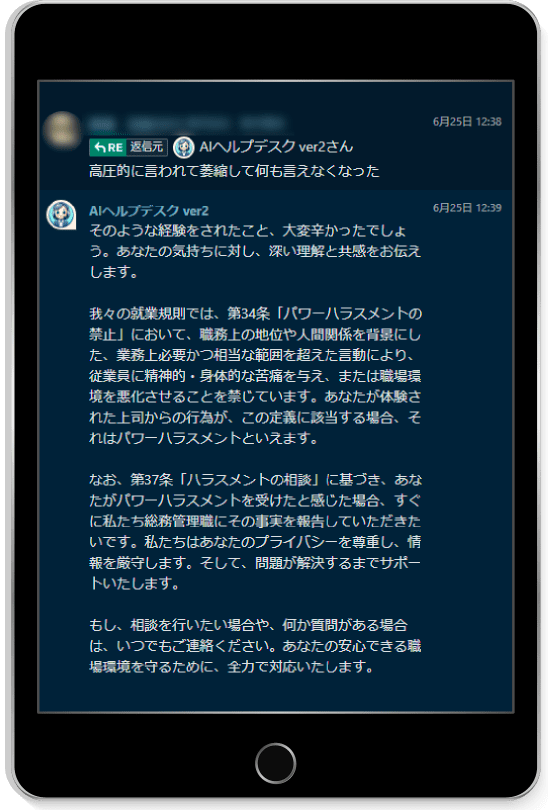 6月25日 12:38
RE 返信元 AIヘルプデスク ver2さん
高圧的に言われて萎縮して何も言えなくなった
AIヘルプデスク ver2 6月25日 12:39
そのような経験をされたこと、大変辛かったでしょ
う。あなたの気持ちに対し、深い理解と共感をお伝え
します。
我々の就業規則では、第34条「パワーハラスメントの
禁止」において、職務上の地位や人間関係を背景にし
た、業務上必要かつ相当な範囲を超えた言動により、
従業員に精神的・身体的な苦痛を与え、または職場環
境を悪化させることを禁じています。あなたが体験さ
れた上司からの行為が、この定義に該当する場合、そ
れはパワーハラスメントといえます。
なお、第37条「ハラスメントの相談」に基づき、あな
たがパワーハラスメントを受けたと感じた場合、すぐ
に私たち総務管理職にその事実を報告していただきた
いです。私たちはあなたのプライバシーを尊重し、情
報を厳守します。そして、問題が解決するまでサポー
トいたします。
もし、相談を行いたい場合や、何か質問がある場合
は、いつでもご連絡ください。あなたの安心できる職
場環境を守るために、全力で対応いたします。